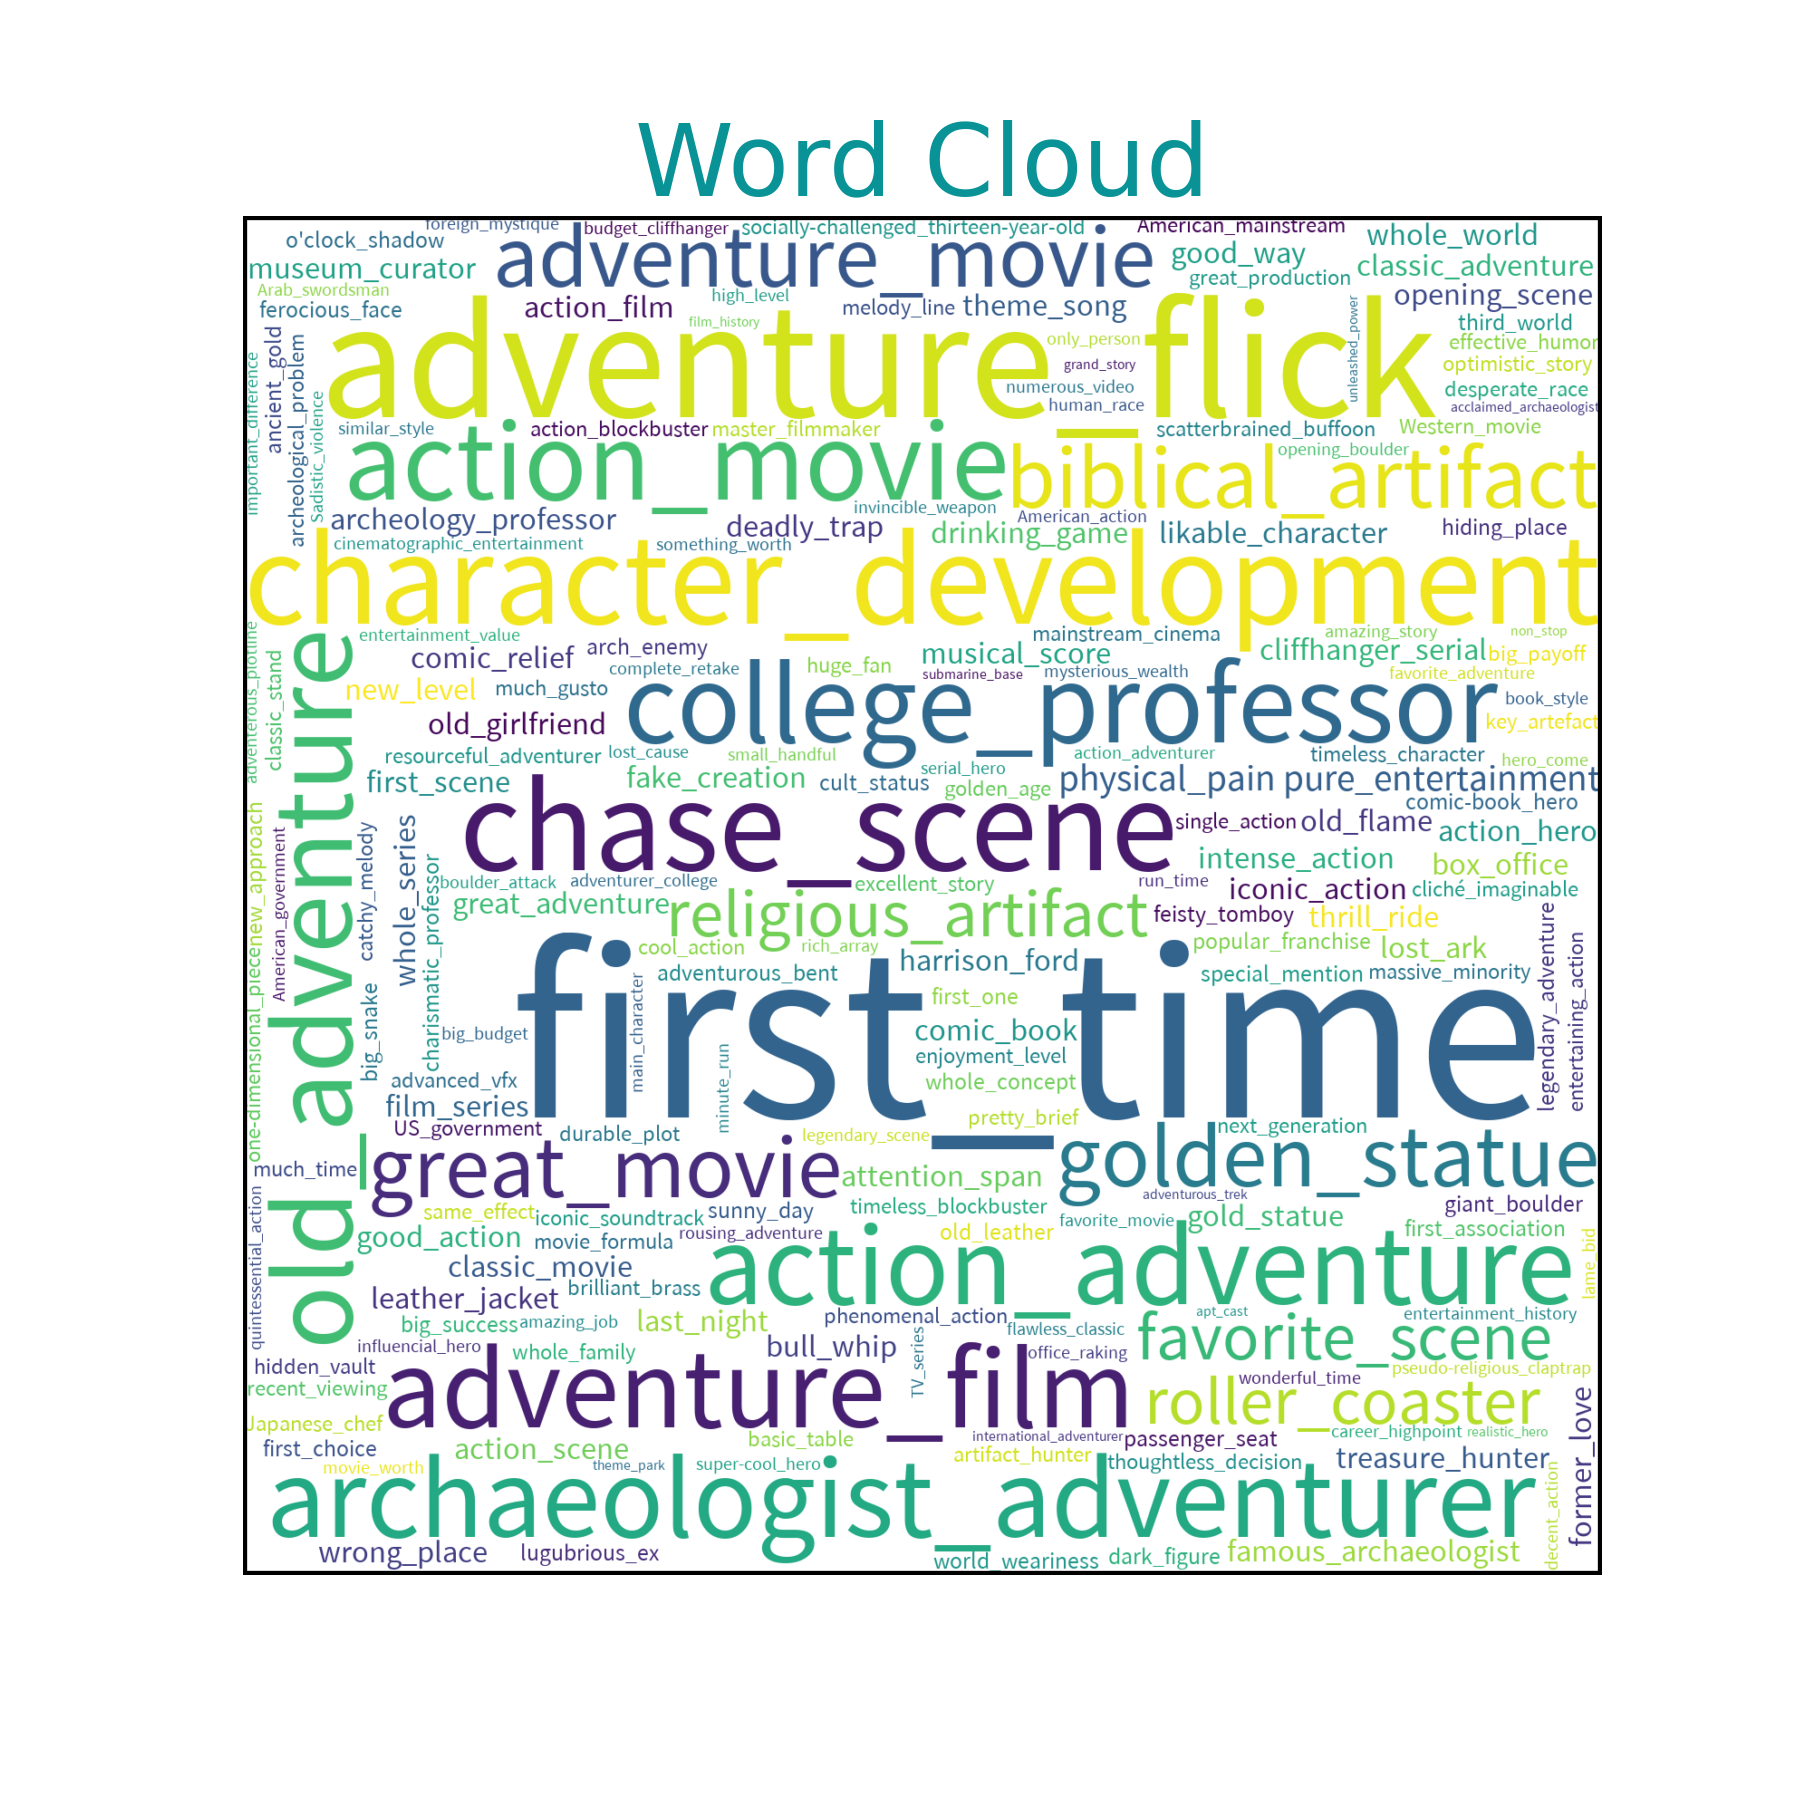 Word Cloud
foreign_mystique
budget_cliffhanger
socially-challenged_thirteen-year-old
American_mainstream
o'clock_shadow
adventure_movie
good_way
whole_world
museum_curator
great_production
classic_adventure
Arab_swordsman
high_level
ferocious_face
action_film
melody_line
theme_song
opening_scene
film_history
unleashed_power
third_world
adventure_flick
only_person
effective_humor
ancient_gold
archeological_problem
important_difference
grand_story
optimistic_story
numerous_video
desperate_race
human_race
acclaimed_archaeologist
Sadistic_violence
similar_style
action_blockbuster
master_filmmaker
scatterbrained_buffoon
Western_movie
action_movie
opening_boulder
biblical_artifact
invincible_weapon
archeology_professor
deadly_trap
American_action
drinking_game
likable_character
hiding_place
cinematographic_entertainment
something_worth
character_development
adventerous_plotline
entertainment_value
mainstream_cinema
amazing_story
non_stop
old_adventure
comic_relief
arch_enemy
musical_score
cliffhanger_serial
big_payoff
classic_stand
complete_retake
huge_fan
submarine_base
mysterious_wealth
favorite_adventure
new_level
much_gusto
college_professor
book_style
old_girlfriend
key_artefact
resourceful_adventurer
lost_cause
small_handful
action_adventurer
timeless_character
hero_come
first_scene
fake_creation
cult_status
serial_hero
golden_age
physical_pain
pure_entertainment
comic-book_hero
one-dimensional_piecenew_approach
American_government
catchy_melody
whole_series
chase_scene
single_action
old_flame
action_hero
charismatic_professor
intense_action
box_office
boulder_attack
adventurer_college
excellent_story
run_time
iconic_action
cliché_imaginable
great_adventure
religious_artifact
feisty_tomboy
thrill_ride
cool_action
rich_array
popular_franchise
lost_ark
legendary_adventure
entertaining_action
adventurous_bent
harrison_ford
special_mention
massive_minority
big_snake
main_character
first_time
first_one
big_budget
comic_book
minute_run
enjoyment_level
advanced_vfx
whole_concept
film_series
pretty_brief
US_government
durable_plot
legendary_scene
next_generation
much_time
great_movie
attention_span
golden_statue
quintessential_action
adventurous_trek
same_effect
iconic_soundtrack
sunny_day
timeless_blockbuster
giant_boulder
favorite_movie
gold_statue
good_action
movie_formula
rousing_adventure
old_leather
first_association
lame_bid
classic_movie
action_adventure
brilliant_brass
leather_jacket
big_success
amazing_job
last_night
phenomenal_action
apt_cast
entertainment_history
flawless_classic
favorite_scene
influencial_hero
whole_family
bull_whip
TV_series
office_raking
hidden_vault
pseudo-religious_claptrap
recent_viewing
adventure_film
wonderful_time
roller_coaster
former_love
Japanese_chef
first_choice
action_scene
basic_table
international_adventurer
passenger_seat
career_highpoint
realistic_hero
movie_worth
theme_park
super-cool_hero
artifact_hunter
thoughtless_decision
treasure_hunter
decent_action
archaeologist_adventurer
wrong_place
lugubrious_ex
world_weariness
dark_figure
famous_archaeologist